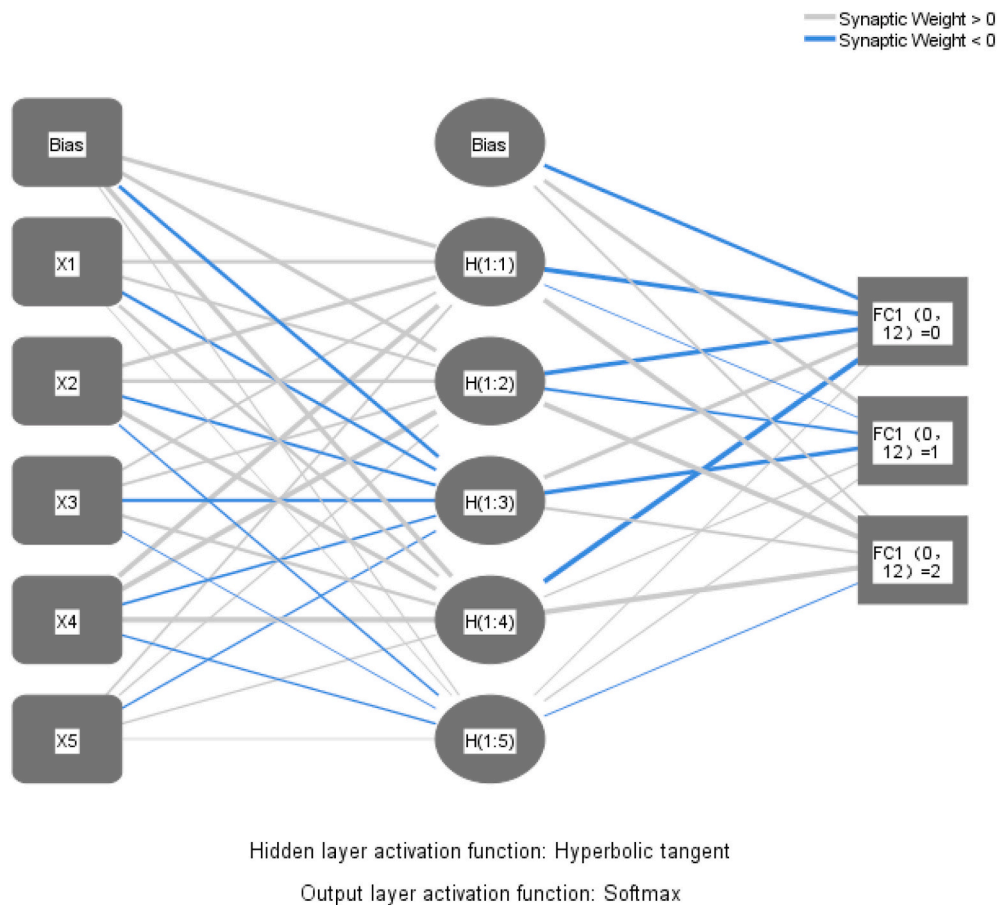 Synaptic Weight > 0
Synaptic Weight < 0
Bias
X1
X2
X3
X4
X5
Bias
H(1:1)
H(1:2)
H(1:3)
H(1:4)
H(1:5)
FC1 (0,
12) =0
FC1 (0,
12) =1
FC1 (0,
12) =2
Hidden layer activation function: Hyperbolic tangent
Output layer activation function: Softmax